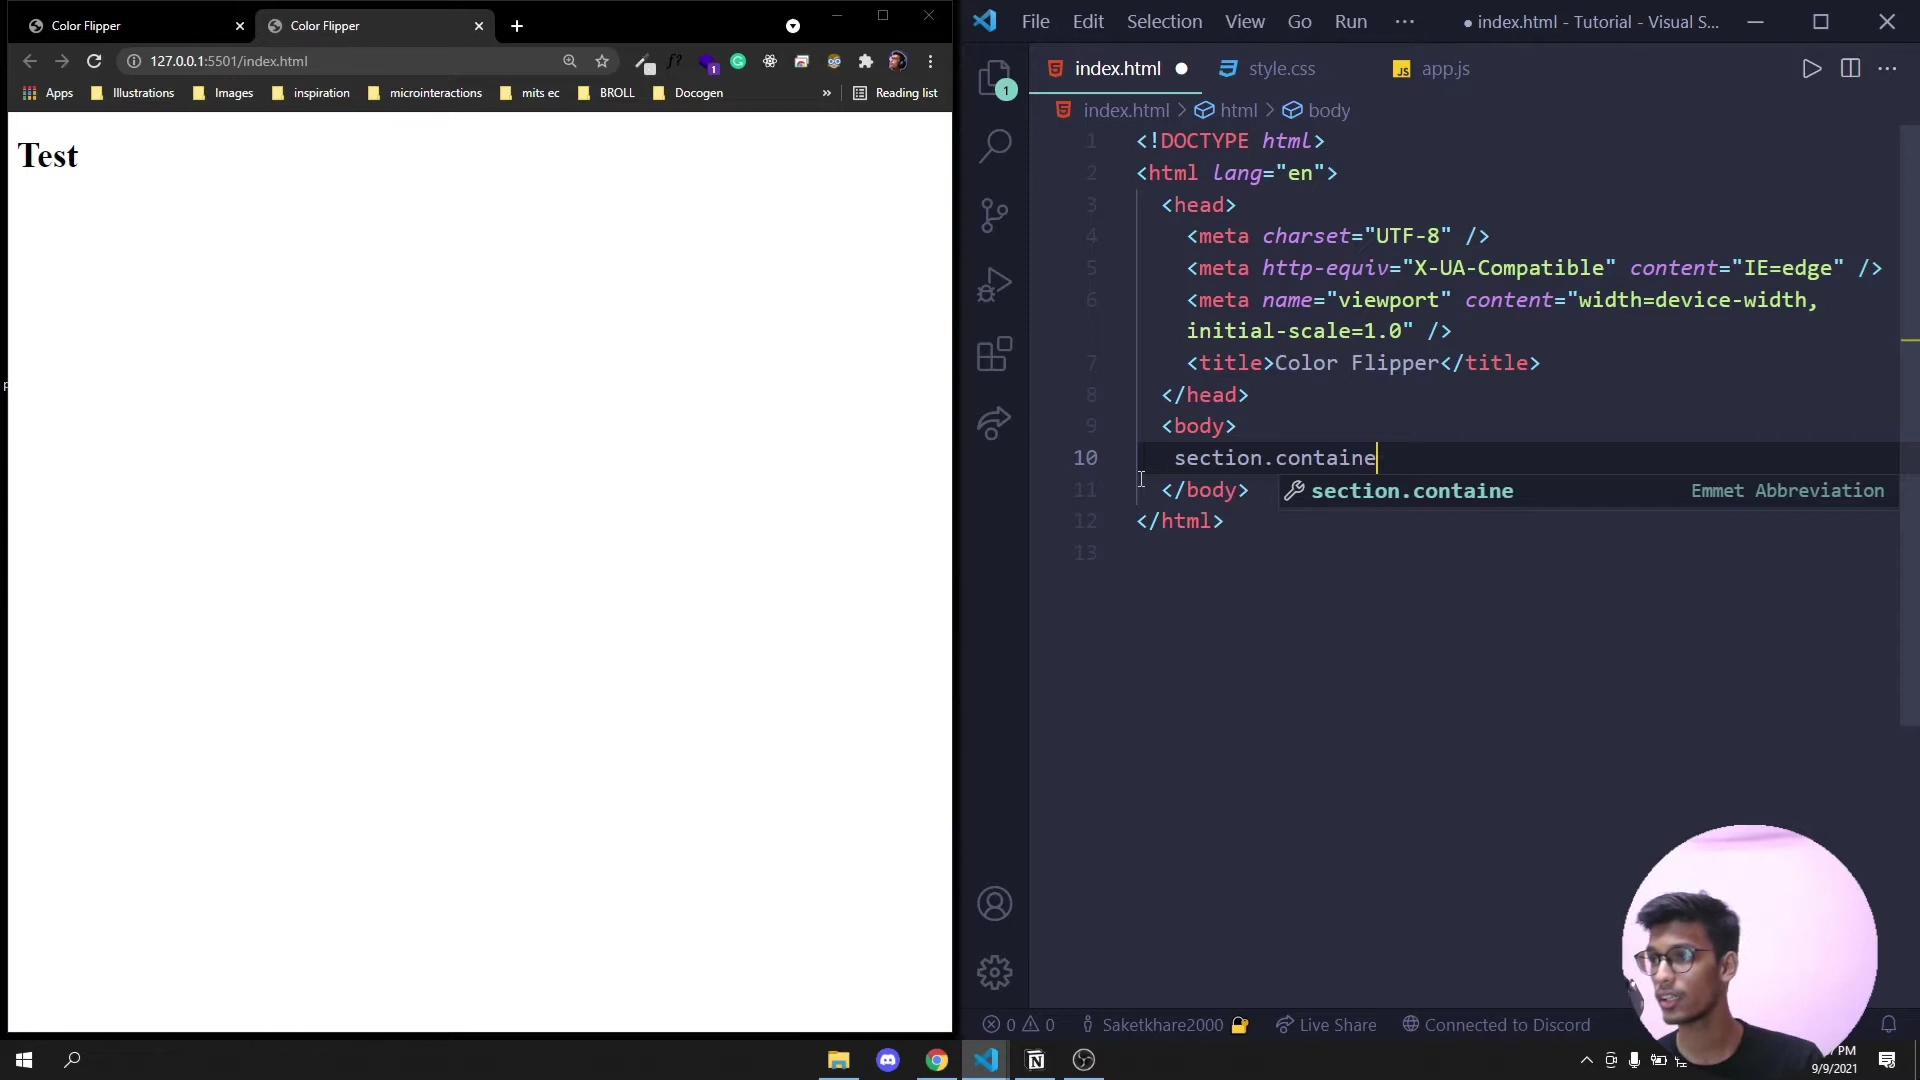 Color Flipper
Color Flipper
127.0.0.1:5501/index.html
f?
1
Apps
Illustrations
Images
inspiration
microinteractions
mits ec
BROLL
Docogen
»
Reading list
Test
File Edit Selection View Go Run ···
● index.html - Tutorial - Visual S...
index.html ●
style.css
JS app.js
index.html > html > body
1
1 <!DOCTYPE html>
2 <html lang="en">
3 <head>
4 <meta charset="UTF-8" />
5 <meta http-equiv="X-UA-Compatible" content="IE=edge" />
6 <meta name="viewport" content="width=device-width,
initial-scale=1.0" />
7 <title>Color Flipper</title>
8 </head>
9 <body>
10 section.containe
11 </body>
section.containe Emmet Abbreviation
12 </html>
13
0 0 Saketkhare2000 Live Share Connected to Discord
PM
9/9/2021